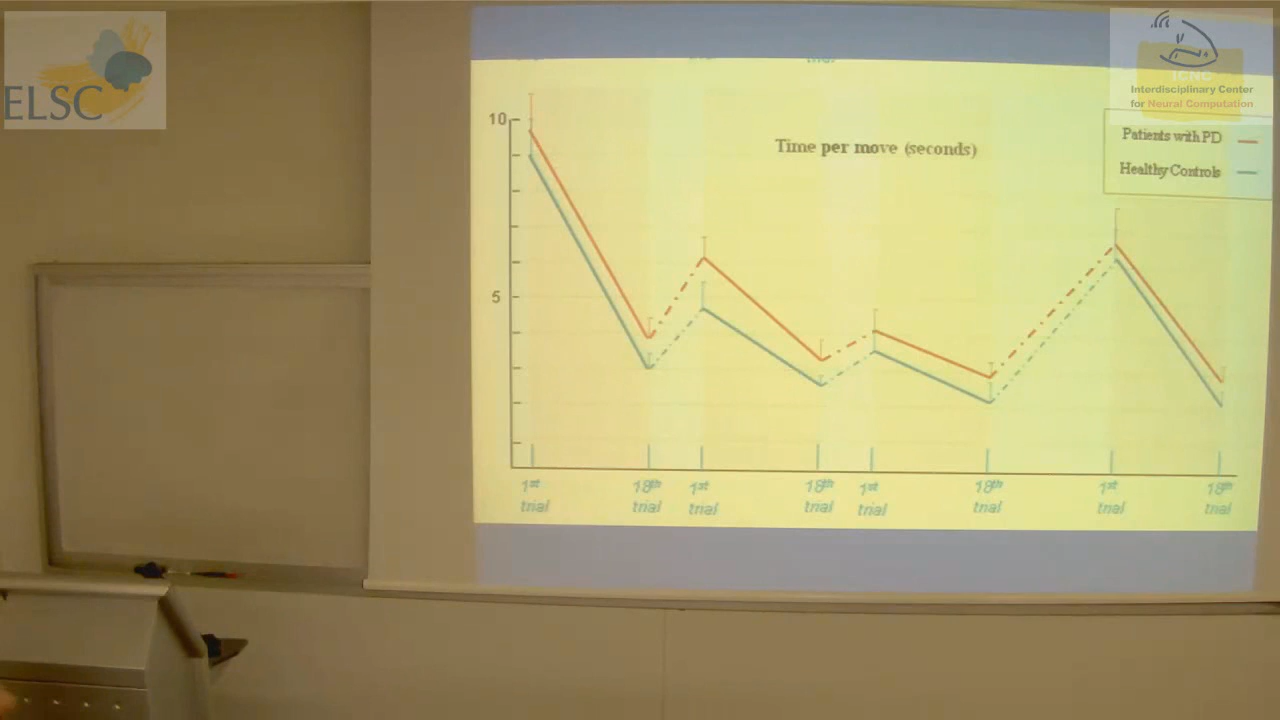 ELSC
ICNC
Interdisciplinary Center
for Neural Computation
10
Time per move (seconds)
Patients with PD
Healthy Controls
5
1st trial
18th trial
1st trial
18th trial
1st trial
18th trial
1st trial
18th trial